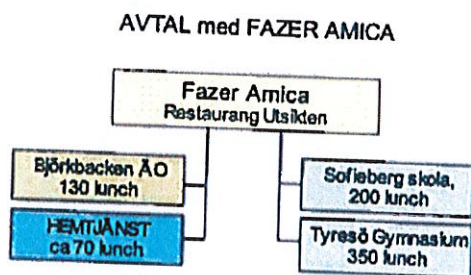 AVTAL med FAZER AMICA
Fazer Amica
Restaurang Utsikten
Björkbacken ÄO
130 lunch
HEMTJÄNST
ca 70 lunch
Sofieberg skola,
200 lunch
Tyresö Gymnasium
350 lunch